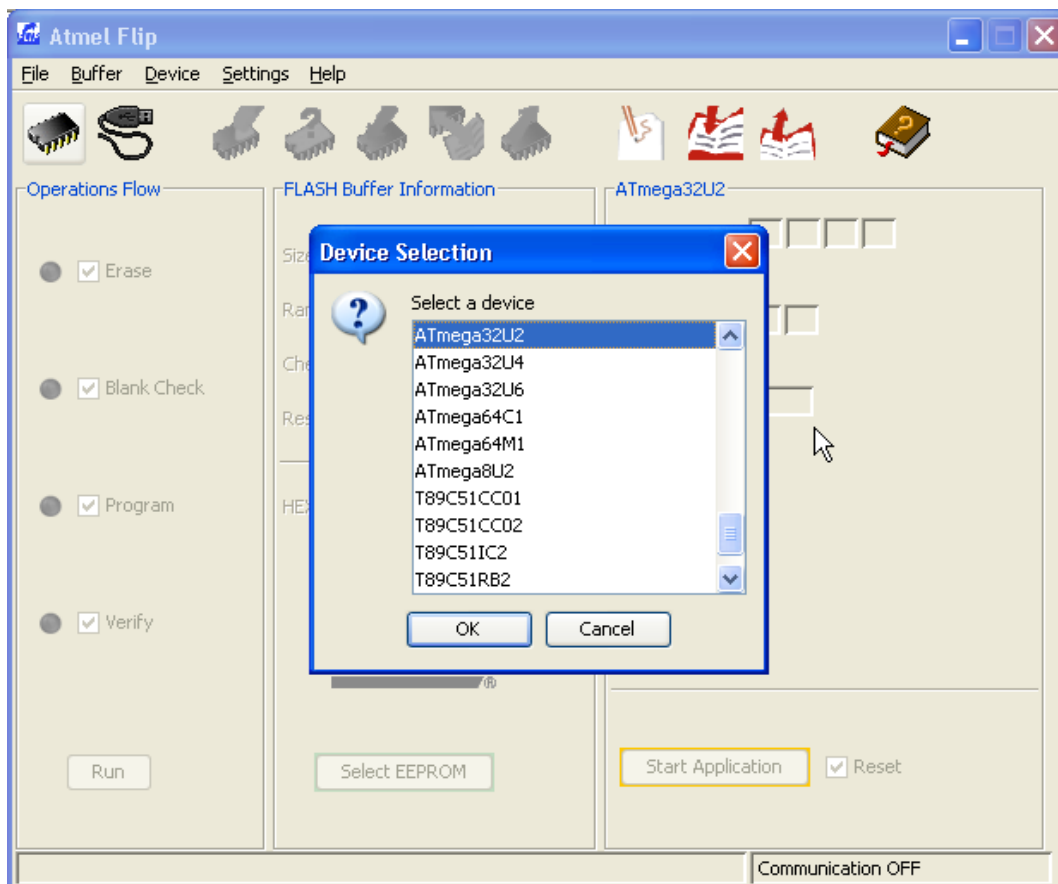 Atmel Flip
File Buffer Device Settings Help
Operations Flow
Erase
Blank Check
Program
Verify
Run
FLASH Buffer Information
Select EEPROM
®
ATmega32U2
Start Application
Reset
Device Selection
Select a device
ATmega32U2
ATmega32U4
ATmega32U6
ATmega64C1
ATmega64M1
ATmega8U2
T89C51CC01
T89C51CC02
T89C51IC2
T89C51RB2
OK
Cancel
Communication OFF